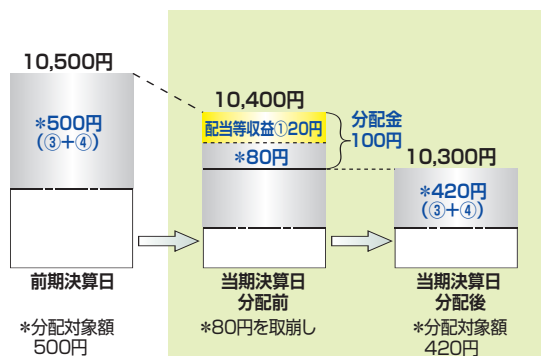 10,500円
*500円
(③+④)
前期決算日
*分配対象額
500円
10,400円
配当等収益①20円
*80円
分配金
100円
当期決算日
分配前
*80円を取崩し
10,300円
*420円
(③+④)
当期決算日
分配後
*分配対象額
420円